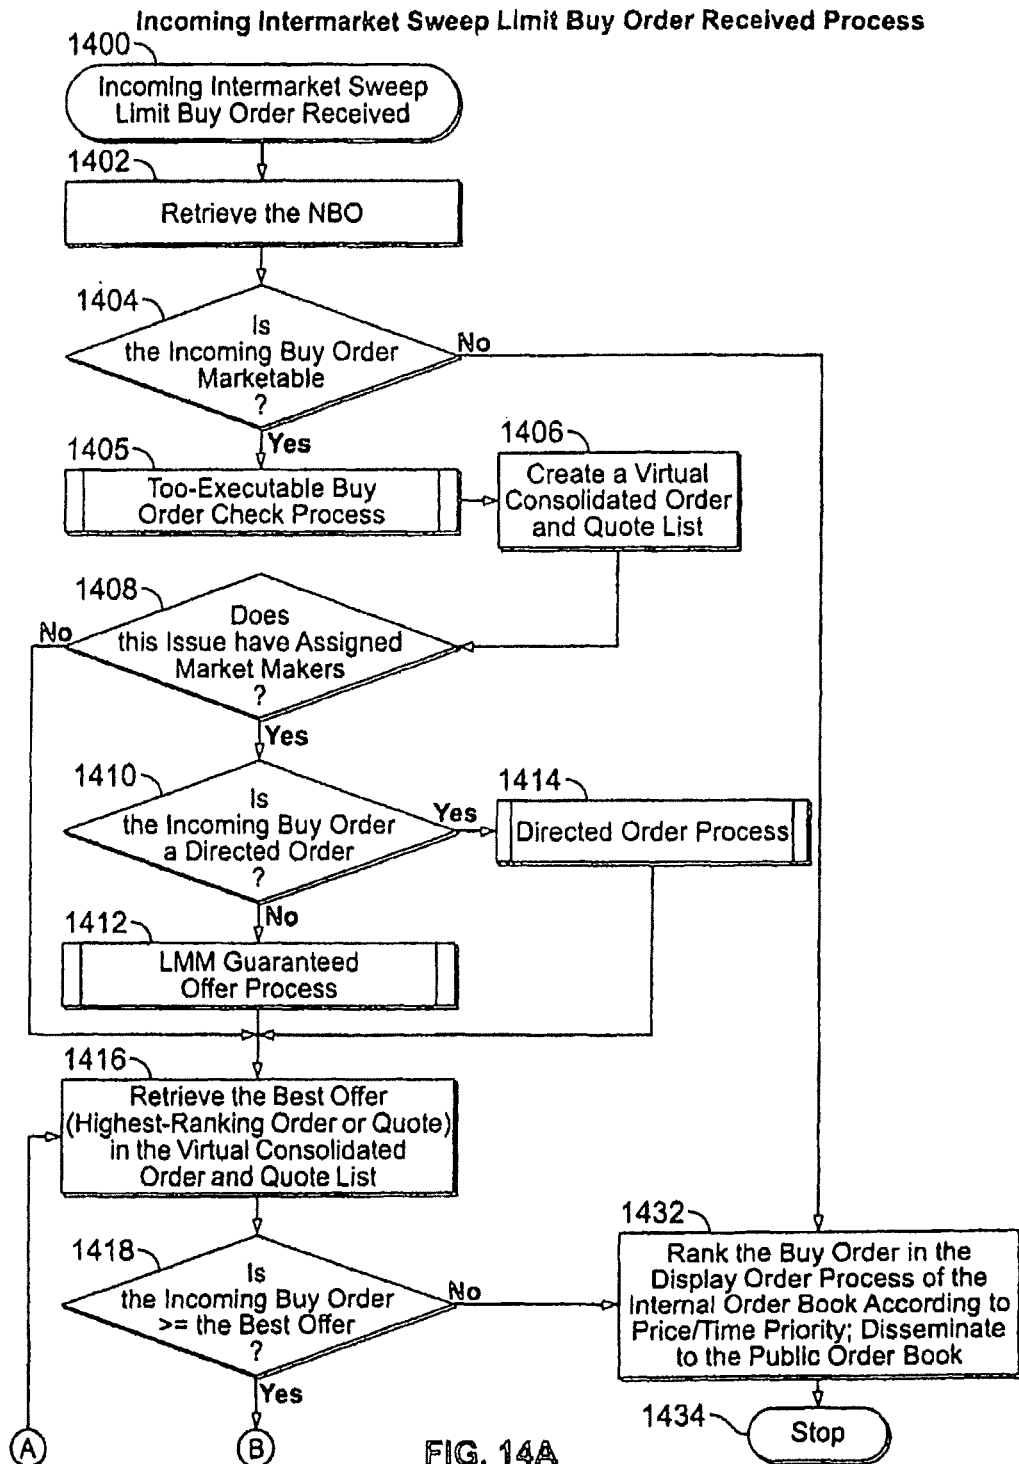 Incoming Intermarket Sweep Limit Buy Order Received Process
1400
Incoming Intermarket Sweep
Limit Buy Order Received
1402
Retrieve the NBO
1404
Is
the Incoming Buy Order
Marketable
?
No
Yes
1405
Too-Executable Buy
Order Check Process
1406
Create a Virtual
Consolidated Order
and Quote List
1408
Does
this Issue have Assigned
Market Makers
?
No
Yes
1410
Is
the Incoming Buy Order
a Directed Order
?
Yes
No
1414
Directed Order Process
1412
LMM Guaranteed
Offer Process
1416
Retrieve the Best Offer
(Highest-Ranking Order or Quote)
in the Virtual Consolidated
Order and Quote List
1418
Is
the Incoming Buy Order
>= the Best Offer
?
No
Yes
1432
Rank the Buy Order in the
Display Order Process of the
Internal Order Book According to
Price/Time Priority; Disseminate
to the Public Order Book
1434
Stop
A
B
FIG. 14A